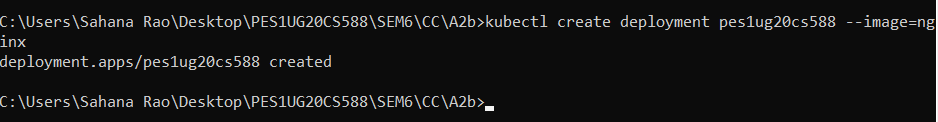 C:\Users\Sahana Rao\Desktop\PES1UG20CS588\SEM6\CC\A2b>kubectl create deployment pes1ug20cs588 --image=ng
inx
deployment.apps/pes1ug20cs588 created
C:\Users\Sahana Rao\Desktop\PES1UG20CS588\SEM6\CC\A2b>